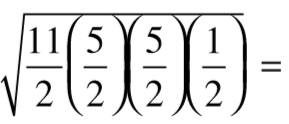 √(11/2 (5/2)(5/2)(1/2)) =